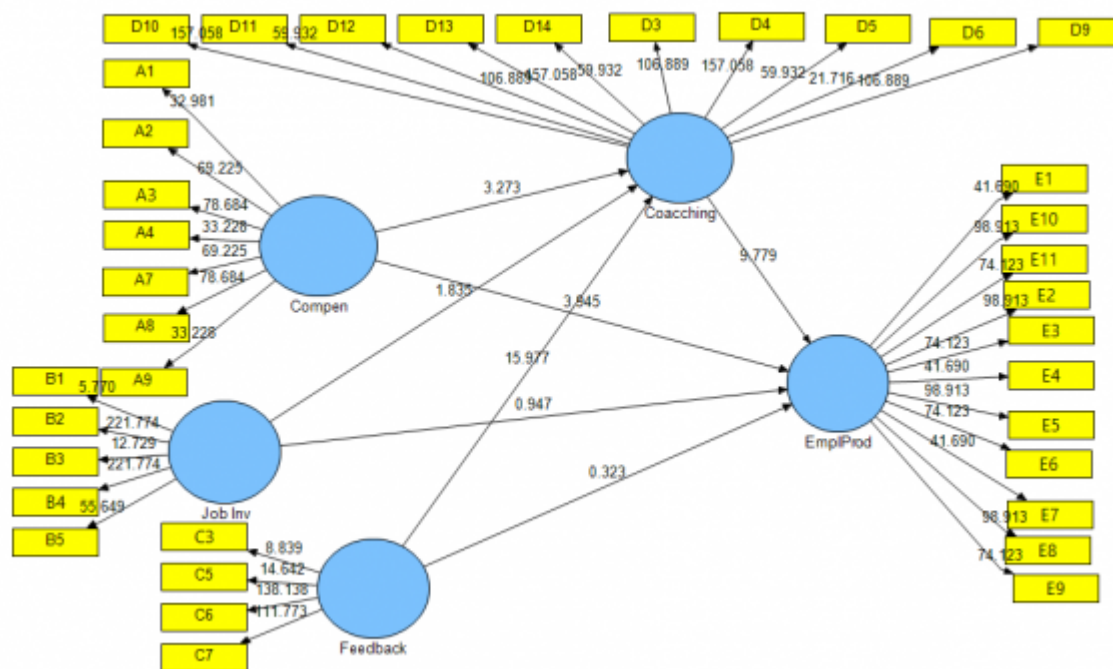 D10
D11
D12
D13
D14
D3
D4
D5
D6
D9
157.058
59.932
106.889
157.058
59.932
106.889
157.058
59.932
21.716
106.889
A1
32.981
A2
69.225
A3
78.684
A4
33.228
A7
69.225
A8
78.684
A9
33.228
Compen
Coacching
3.273
1.835
3.945
9.779
15.977
0.947
0.323
E1
41.690
E10
98.913
E11
74.123
E2
98.913
E3
74.123
E4
41.690
E5
98.913
E6
74.123
E7
41.690
E8
98.913
E9
74.123
EmplProd
B1
5.770
B2
221.774
B3
12.729
B4
221.774
B5
55.649
Job Inv
C3
8.839
C5
14.642
C6
138.138
C7
111.773
Feedback